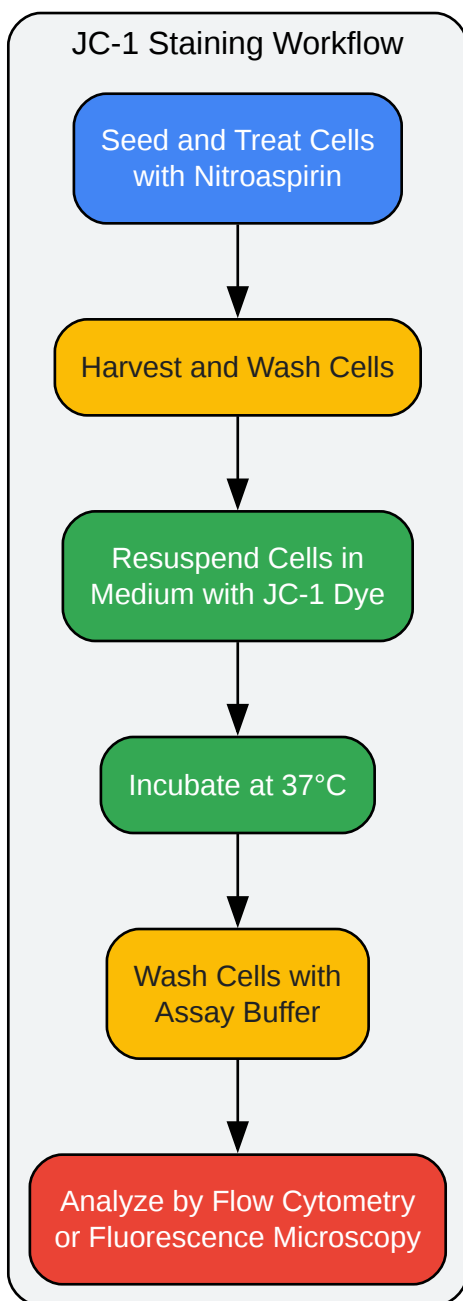 JC-1 Staining Workflow
Seed and Treat Cells
with Nitroaspirin
Harvest and Wash Cells
Resuspend Cells in
Medium with JC-1 Dye
Incubate at 37°C
Wash Cells with
Assay Buffer
Analyze by Flow Cytometry
or Fluorescence Microscopy